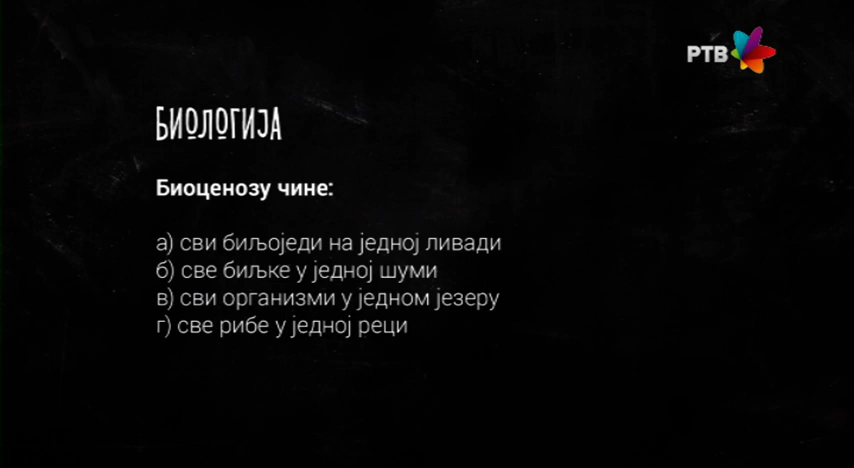 РТВ
БИОЛОГИЈА
Биоценозу чине:
а) сви биљоједи на једној ливади
б) све биљке у једној шуми
в) сви организми у једном језеру
г) све рибе у једној реци